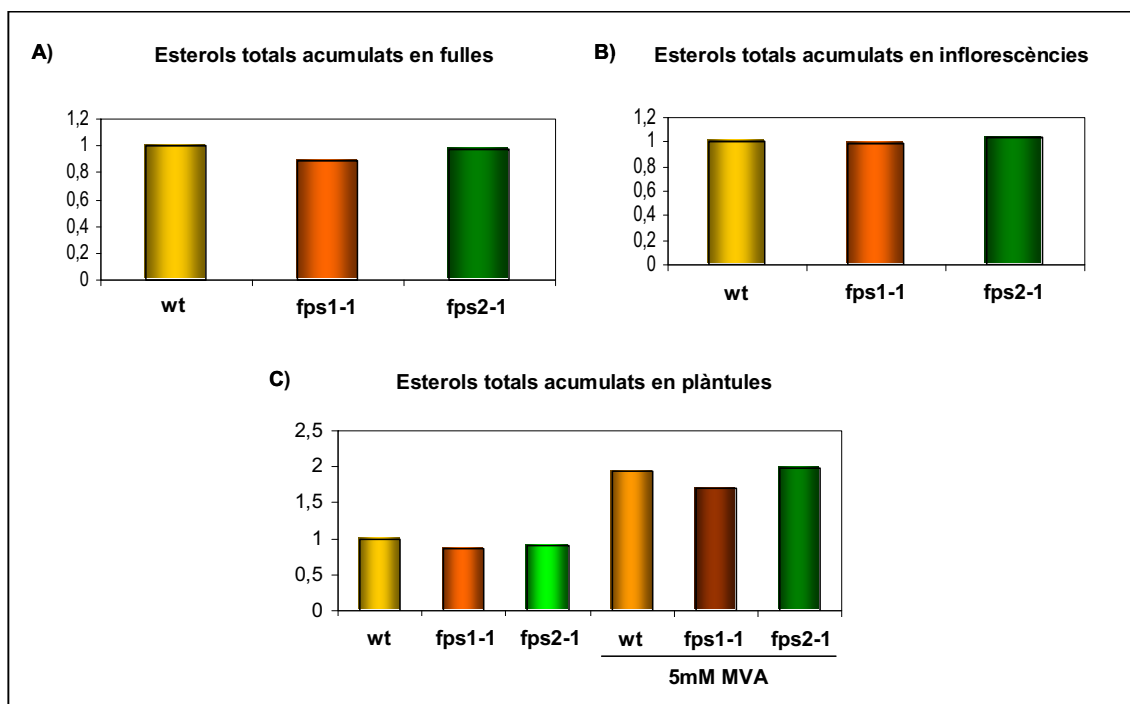 A) Esterols totals acumulats en fulles
1,2
1
0,8
0,6
0,4
0,2
0
wt fps1-1 fps2-1
B) Esterols totals acumulats en inflorescències
1,2
1
0,8
0,6
0,4
0,2
0
wt fps1-1 fps2-1
C) Esterols totals acumulats en plàntules
2,5
2
1,5
1
0,5
0
wt fps1-1 fps2-1 wt fps1-1 fps2-1
5mM MVA